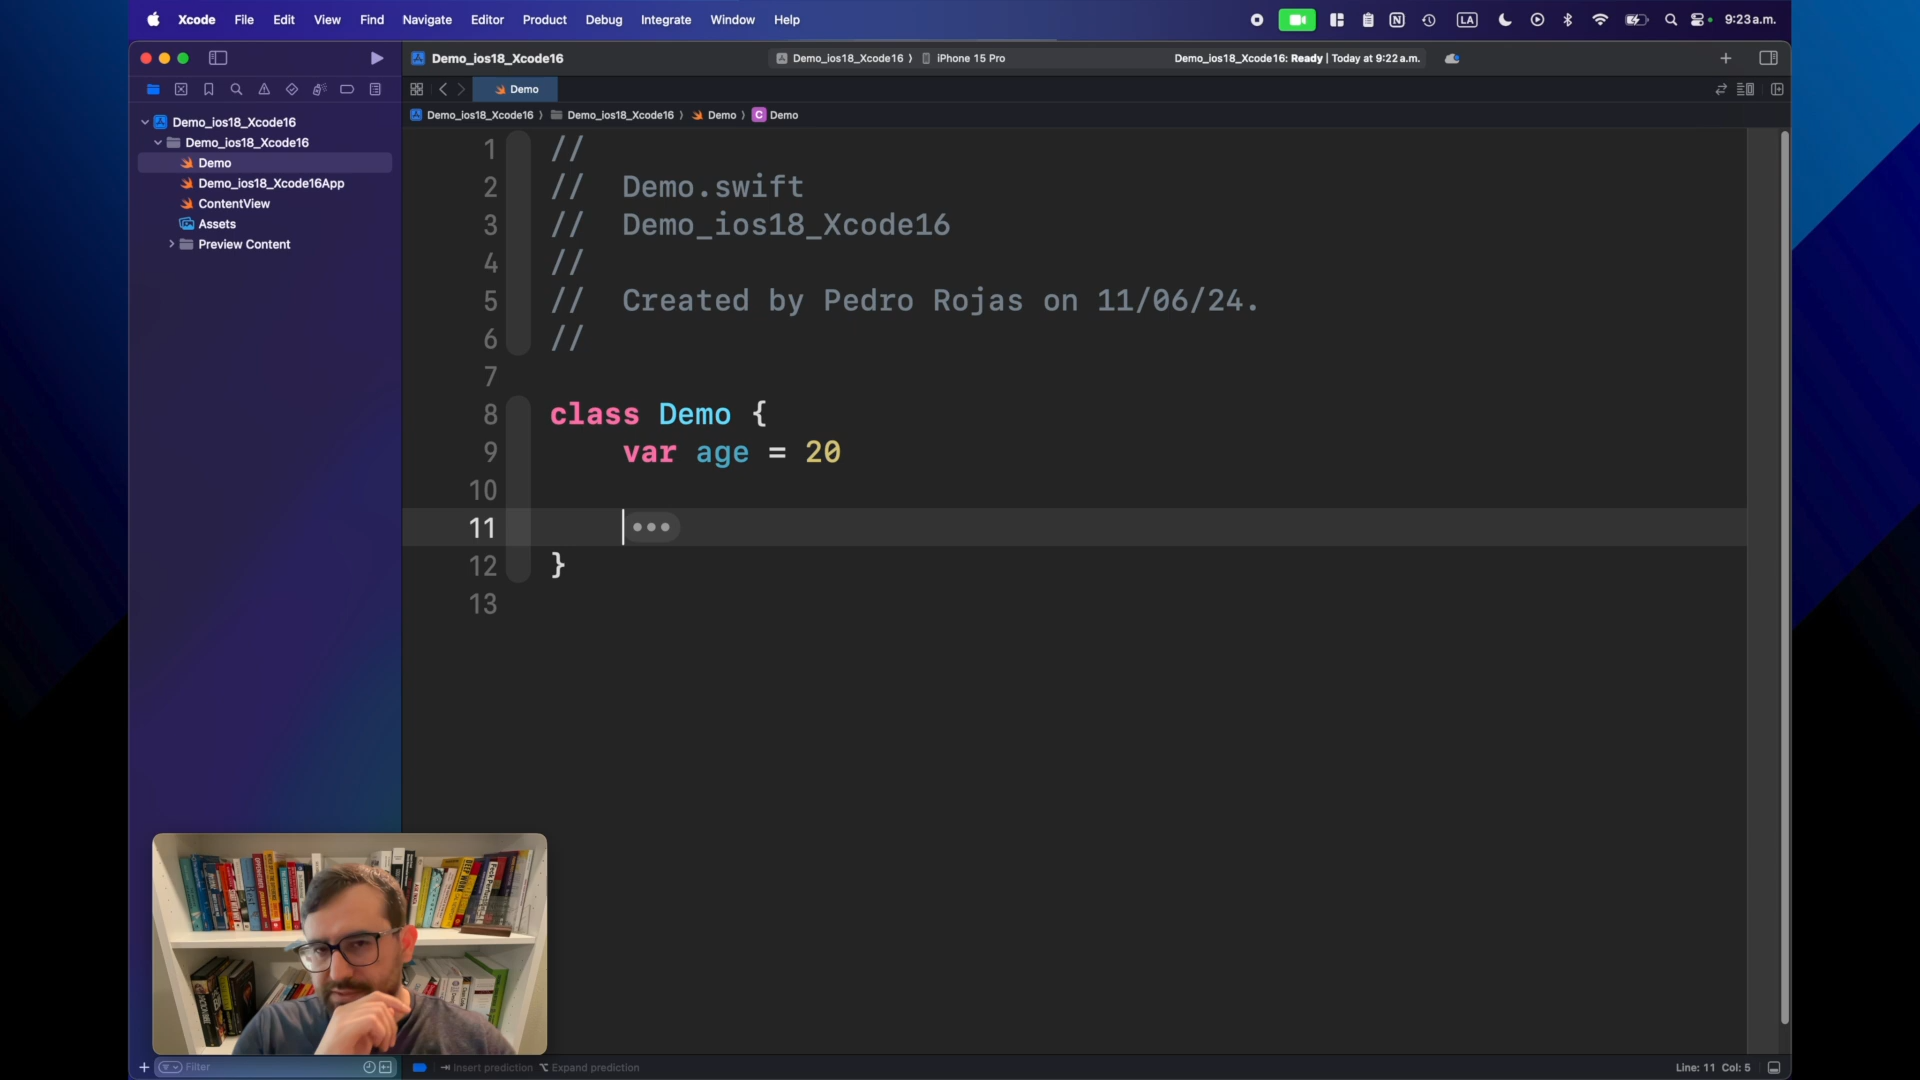 Xcode File Edit View Find Navigate Editor Product Debug Integrate Window Help
N LA 9:23 a.m.
Demo_ios18_Xcode16
Demo_ios18_Xcode16 ⟩ iPhone 15 Pro
Demo_ios18_Xcode16: Ready | Today at 9:22 a.m.
Demo
Demo_ios18_Xcode16 ⟩ Demo_ios18_Xcode16 ⟩ Demo ⟩ C Demo
Demo_ios18_Xcode16
Demo_ios18_Xcode16
Demo
Demo_ios18_Xcode16App
ContentView
Assets
Preview Content
1 //
2 // Demo.swift
3 // Demo_ios18_Xcode16
4 //
5 // Created by Pedro Rojas on 11/06/24.
6 //
7
8 class Demo {
9 var age = 20
10
11
12 }
13
DEEP WORK
Filter
Insert prediction ⌥ Expand prediction
Line: 11 Col: 5